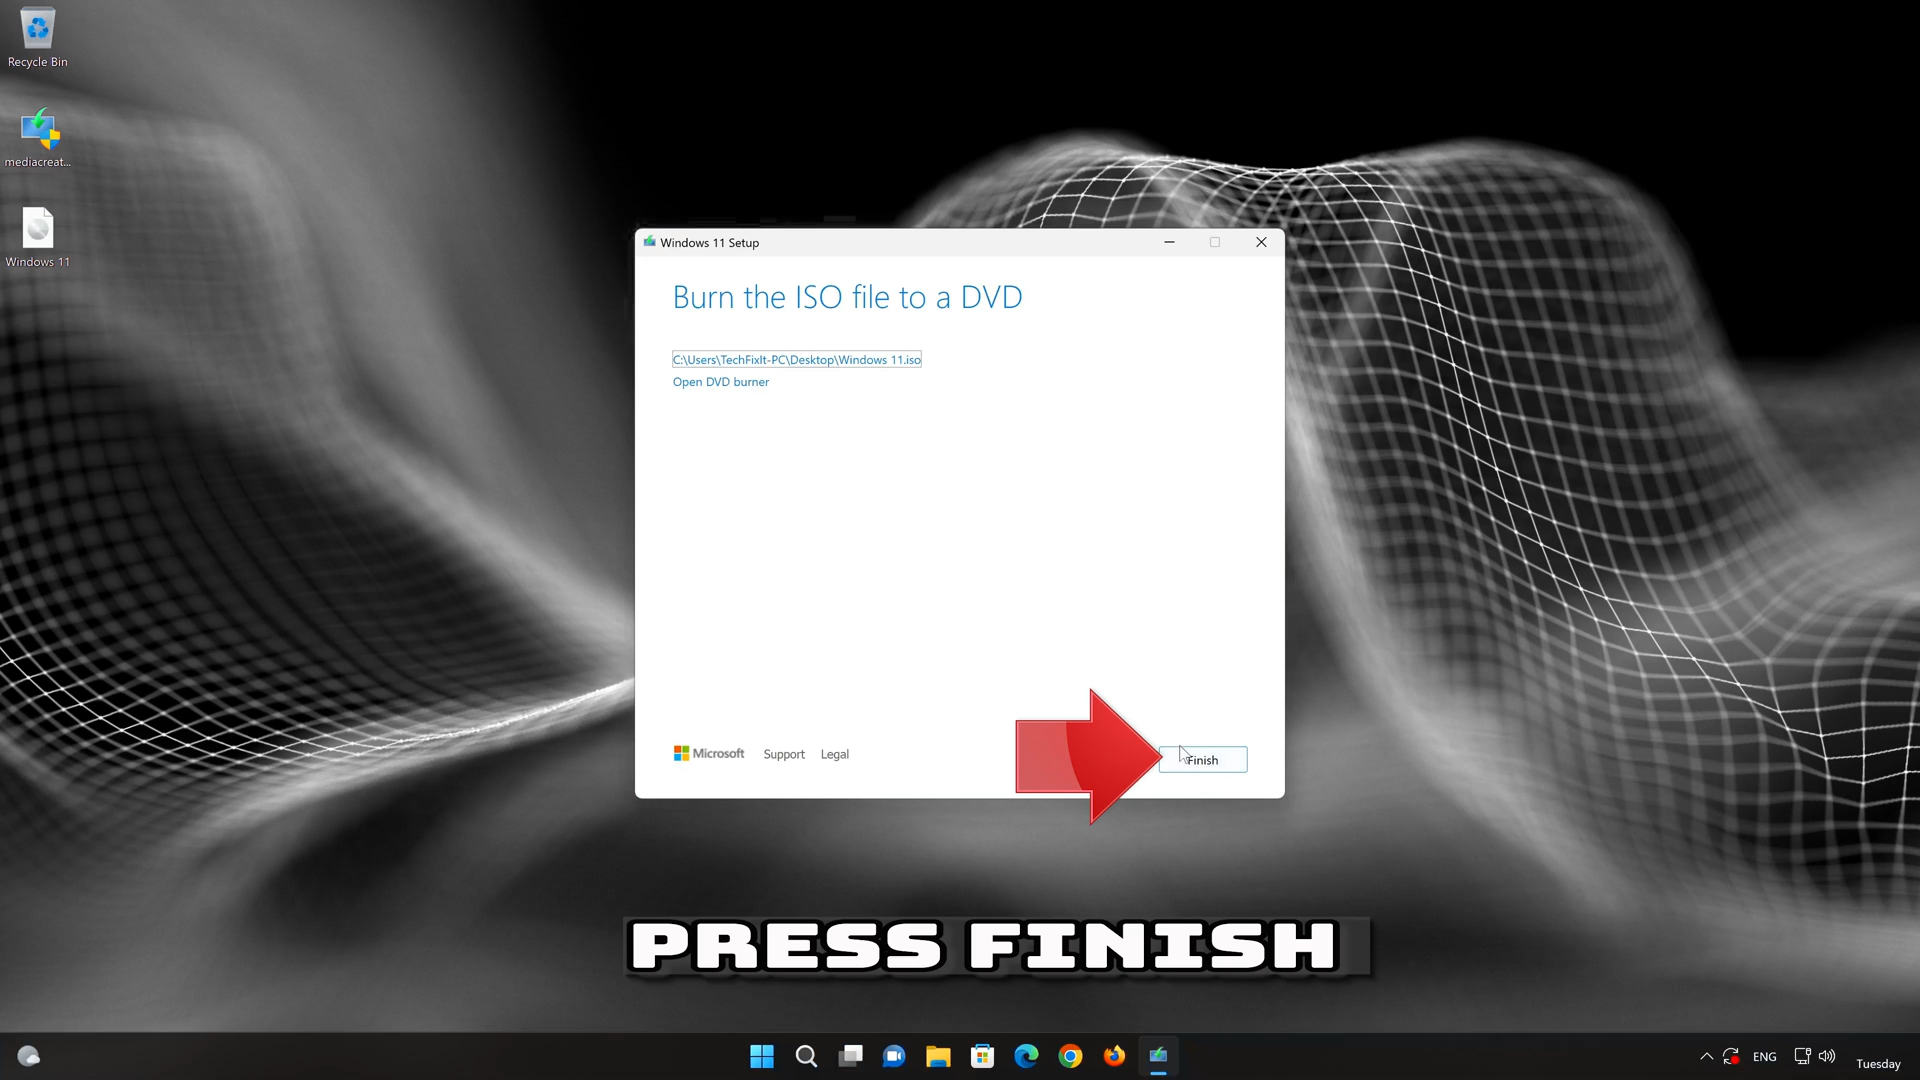 Recycle Bin
mediacreat...
Windows 11
Windows 11 Setup
Burn the ISO file to a DVD
C:\Users\TechFixIt-PC\Desktop\Windows 11.iso
Open DVD burner
Microsoft Support Legal
Finish
PRESS FINISH
ENG
Tuesday